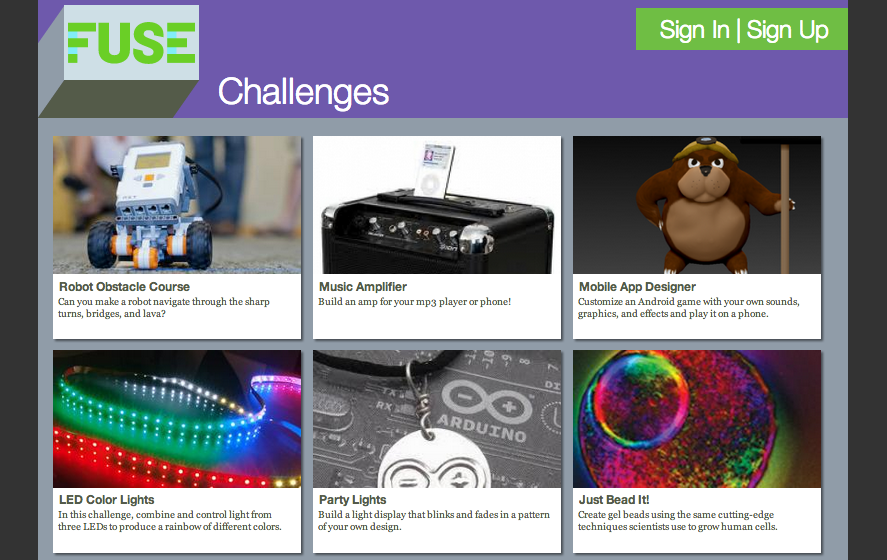 FUSE
Sign In | Sign Up
Challenges
Robot Obstacle Course
Can you make a robot navigate through the sharp
turns, bridges, and lava?
Music Amplifier
Build an amp for your mp3 player or phone!
Mobile App Designer
Customize an Android game with your own sounds,
graphics, and effects and play it on a phone.
ARDUINO
LED Color Lights
In this challenge, combine and control light from
three LEDs to produce a rainbow of different colors.
Party Lights
Build a light display that blinks and fades in a pattern
of your own design.
Just Bead It!
Create gel beads using the same cutting-edge
techniques scientists use to grow human cells.